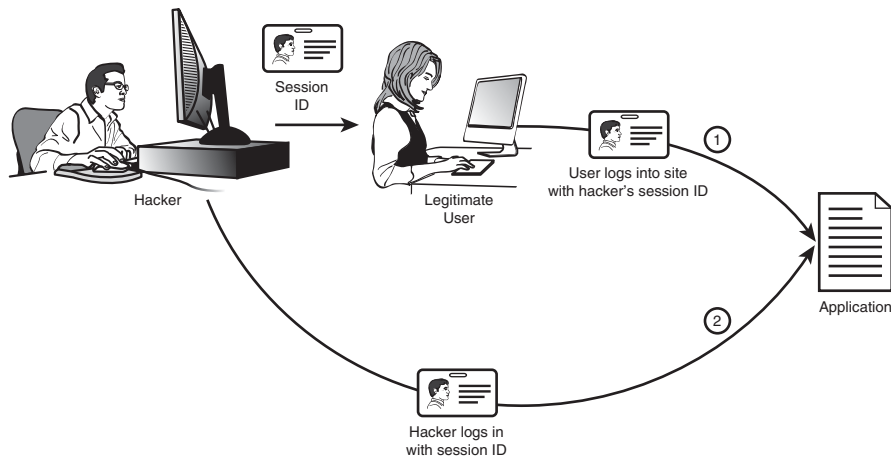 Session
ID
Hacker
Legitimate
User
1
User logs into site
with hacker's session ID
Application
2
Hacker logs in
with session ID